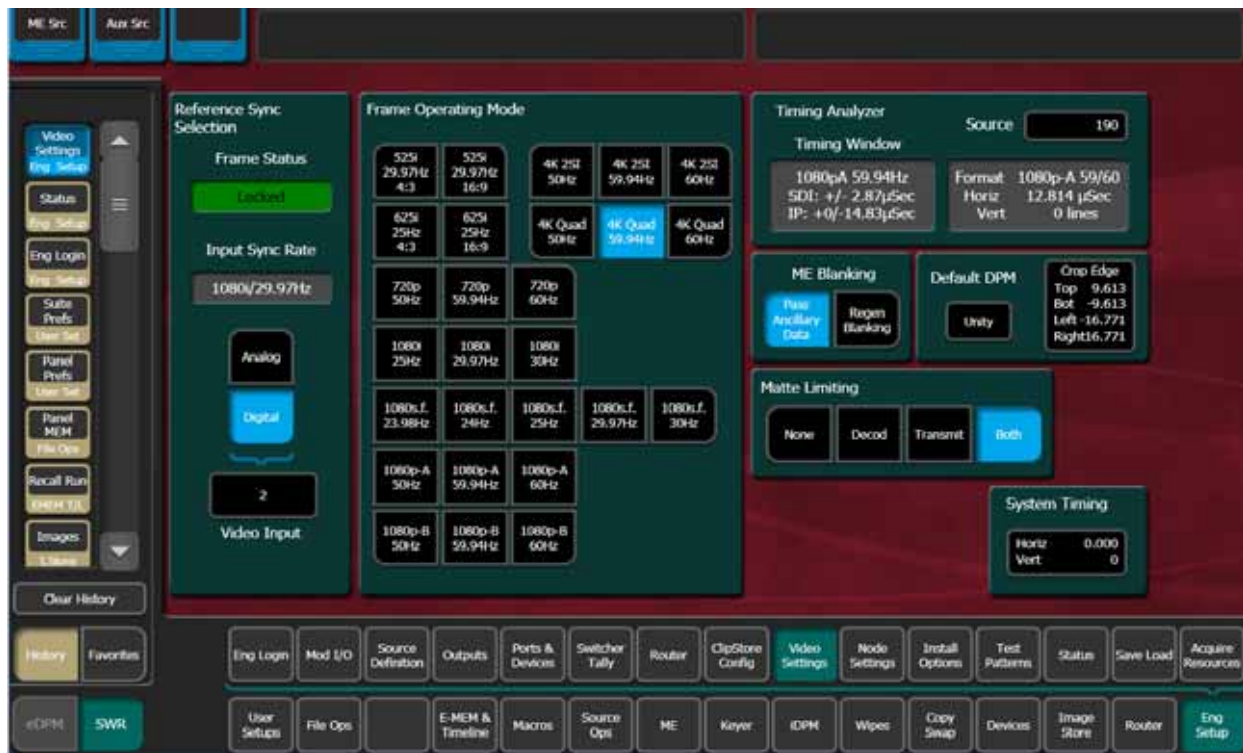 ME Src
Aux Src
Video
Settings
Eng Setup
Status
Eng Setup
Eng Login
Eng Setup
Suite
Prefs
User Set
Panel
Prefs
User Set
Panel
MEM
File Ops
Recall Run
EMEM T/L
Images
Clear History
History
Favorites
eDPM
SWR
Reference Sync
Selection
Frame Status
Locked
Input Sync Rate
1080i/29.97Hz
Analog
Digital
2
Video Input
Frame Operating Mode
525i
29.97Hz
4:3
525i
29.97Hz
16:9
4K 2SI
50Hz
4K 2SI
59.94Hz
4K 2SI
60Hz
625i
25Hz
4:3
625i
25Hz
16:9
4K Quad
50Hz
4K Quad
59.94Hz
4K Quad
60Hz
720p
50Hz
720p
59.94Hz
720p
60Hz
1080i
25Hz
1080i
29.97Hz
1080i
30Hz
1080s.f.
23.98Hz
1080s.f.
24Hz
1080s.f.
25Hz
1080s.f.
29.97Hz
1080s.f.
30Hz
1080p-A
50Hz
1080p-A
59.94Hz
1080p-A
60Hz
1080p-B
50Hz
1080p-B
59.94Hz
1080p-B
60Hz
Timing Analyzer
Source 190
Timing Window
1080pA 59.94Hz
SDI: +/- 2.87µSec
IP: +0/-14.83µSec
Format 1080p-A 59/60
Horiz 12.814 µSec
Vert 0 lines
ME Blanking
Pass
Ancillary
Data
Regen
Blanking
Default DPM
Unity
Crop Edge
Top 9.613
Bot -9.613
Left -16.771
Right16.771
Matte Limiting
None
Decod
Transmit
Both
System Timing
Horiz 0.000
Vert 0
Eng Login
Mod I/O
Source
Definition
Outputs
Ports &
Devices
Switcher
Tally
Router
ClipStore
Config
Video
Settings
Node
Settings
Install
Options
Test
Patterns
Status
Save Load
Acquire
Resources
User
Setups
File Ops
E-MEM &
Timeline
Macros
Source
Ops
ME
Keyer
iDPM
Wipes
Copy
Swap
Devices
Image
Store
Router
Eng
Setup